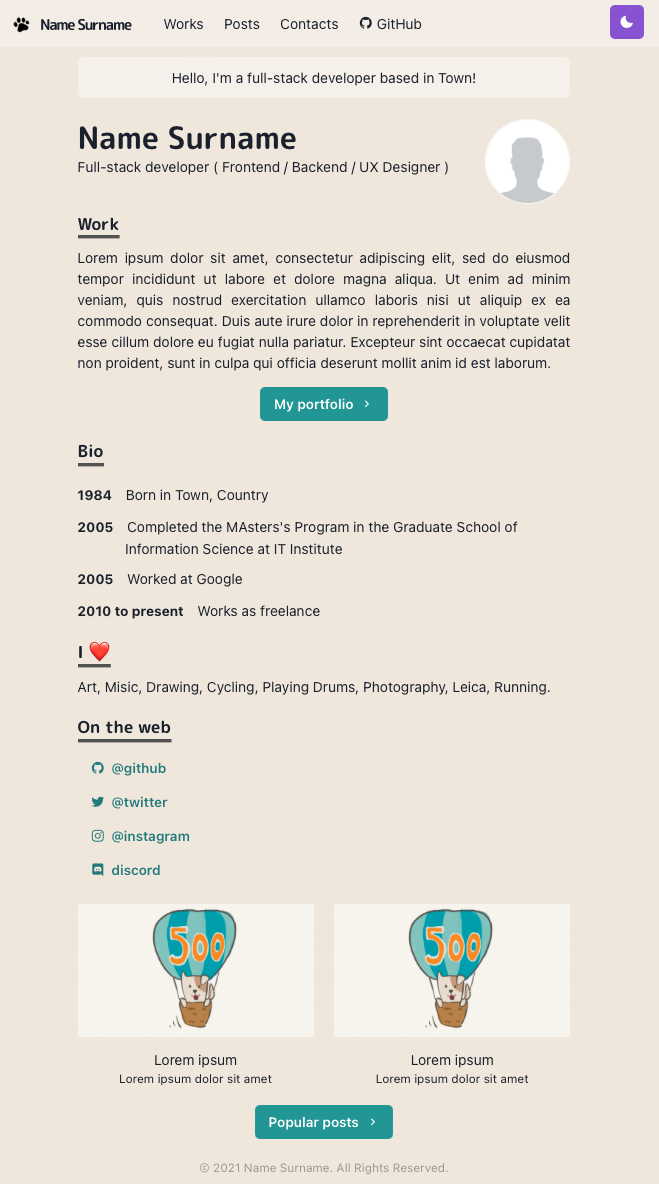 Name Surname Works Posts Contacts GitHub
Hello, I'm a full-stack developer based in Town!
Name Surname
Full-stack developer ( Frontend / Backend / UX Designer )
Work
Lorem ipsum dolor sit amet, consectetur adipiscing elit, sed do eiusmod
tempor incididunt ut labore et dolore magna aliqua. Ut enim ad minim
veniam, quis nostrud exercitation ullamco laboris nisi ut aliquip ex ea
commodo consequat. Duis aute irure dolor in reprehenderit in voluptate velit
esse cillum dolore eu fugiat nulla pariatur. Excepteur sint occaecat cupidatat
non proident, sunt in culpa qui officia deserunt mollit anim id est laborum.
My portfolio
Bio
1984 Born in Town, Country
2005 Completed the MAsters's Program in the Graduate School of
Information Science at IT Institute
2005 Worked at Google
2010 to present Works as freelance
I ❤️
Art, Misic, Drawing, Cycling, Playing Drums, Photography, Leica, Running.
On the web
@github
@twitter
@instagram
discord
500 500
Lorem ipsum Lorem ipsum
Lorem ipsum dolor sit amet Lorem ipsum dolor sit amet
Popular posts
© 2021 Name Surname. All Rights Reserved.